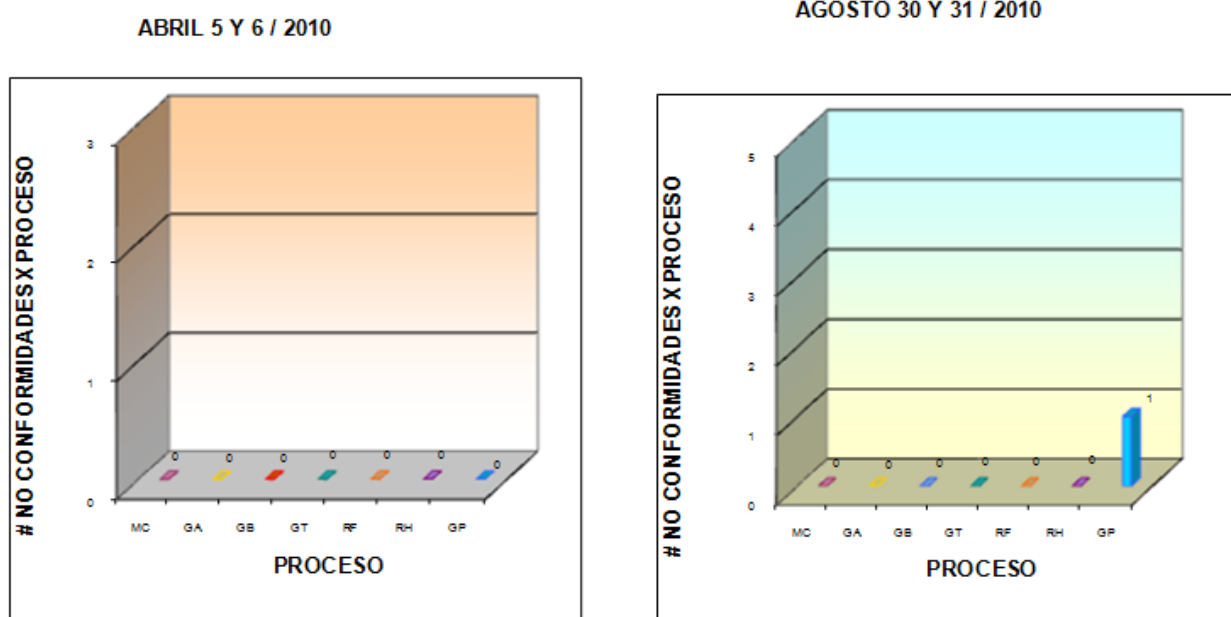 ABRIL 5 Y 6 / 2010
# NO CONFORMIDADES X PROCESO
3
2
1
0
0 0 0 0 0 0 0
MC GA GB GT RF RH GP
PROCESO
AGOSTO 30 Y 31 / 2010
# NO CONFORMIDADES X PROCESO
5
4
3
2
1
0
0 0 0 0 0 0 1
MC GA GB GT RF RH GP
PROCESO